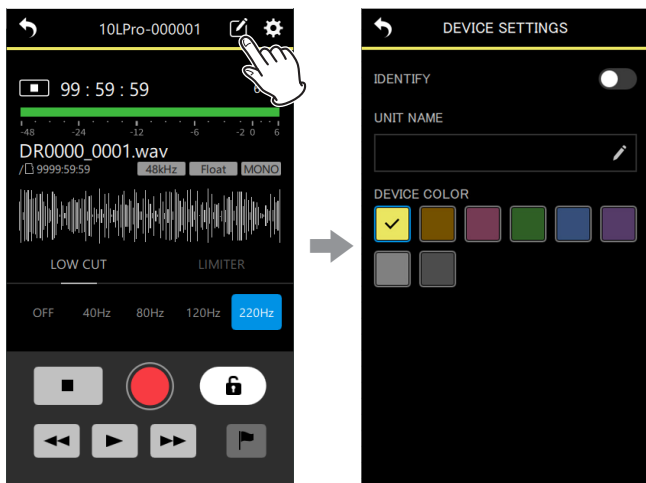 10LPro-000001
99 : 59 : 59
-48 -24 -12 -6 -2 0 6
DR0000_0001.wav
/ 9999:59:59 48kHz Float MONO
LOW CUT LIMITER
OFF 40Hz 80Hz 120Hz 220Hz
DEVICE SETTINGS
IDENTIFY
UNIT NAME
DEVICE COLOR